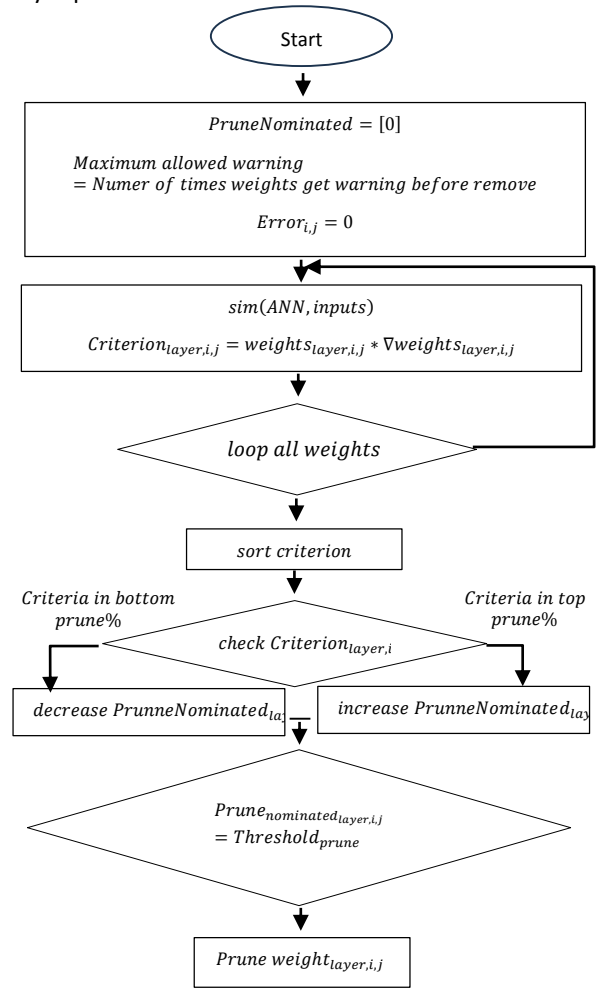 Start
PruneNominated = [0]
Maximum allowed warning
= Numer of times weights get warning before remove
Error_{i,j} = 0
sim(ANN, inputs)
Criterion_{layer,i,j} = weights_{layer,i,j} * ∇weights_{layer,i,j}
loop all weights
sort criterion
Criteria in bottom
prune%
Criteria in top
prune%
check Criterion_{layer,i}
decrease PrunneNominated_{lay
increase PrunneNominated_{lay
Prune_{nominated_{layer,i,j}}
= Threshold_{prune}
Prune weight_{layer,i,j}